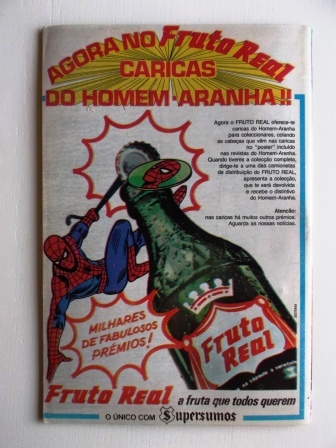 AGORA NO Fruto Real
CARICAS
DO HOMEM-ARANHA!!
Agora o FRUTO REAL oferece-te
caricas do Homem-Aranha
para coleccionares, colando
as cabeças que vêm nas caricas
no "poster" incluído
nas revistas do Homem-Aranha.
Quando tiveres a colecção completa,
dirige-te a uma das camionetas
de distribuição do FRUTO REAL,
apresenta a colecção,
que te será devolvida
e recebe o distintivo
do Homem-Aranha.
Atenção:
nas caricas há muitos outros prémios.
Aguarda as nossas notícias.
MILHARES
DE FABULOSOS
PRÉMIOS!
Fruto
Real
Fruto Real a fruta que todos querem
O ÚNICO COM Supersumos